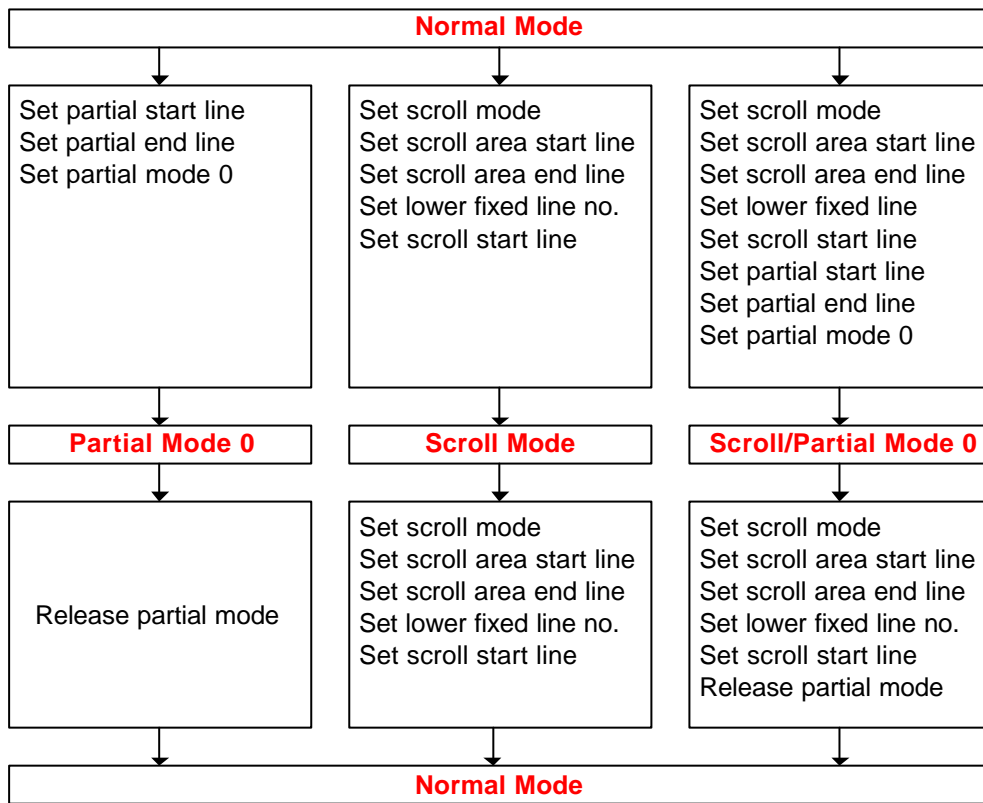 Normal Mode
Set partial start line
Set partial end line
Set partial mode 0
Set scroll mode
Set scroll area start line
Set scroll area end line
Set lower fixed line no.
Set scroll start line
Set scroll mode
Set scroll area start line
Set scroll area end line
Set lower fixed line
Set scroll start line
Set partial start line
Set partial end line
Set partial mode 0
Partial Mode 0
Scroll Mode
Scroll/Partial Mode 0
Release partial mode
Set scroll mode
Set scroll area start line
Set scroll area end line
Set lower fixed line no.
Set scroll start line
Set scroll mode
Set scroll area start line
Set scroll area end line
Set lower fixed line no.
Set scroll start line
Release partial mode
Normal Mode